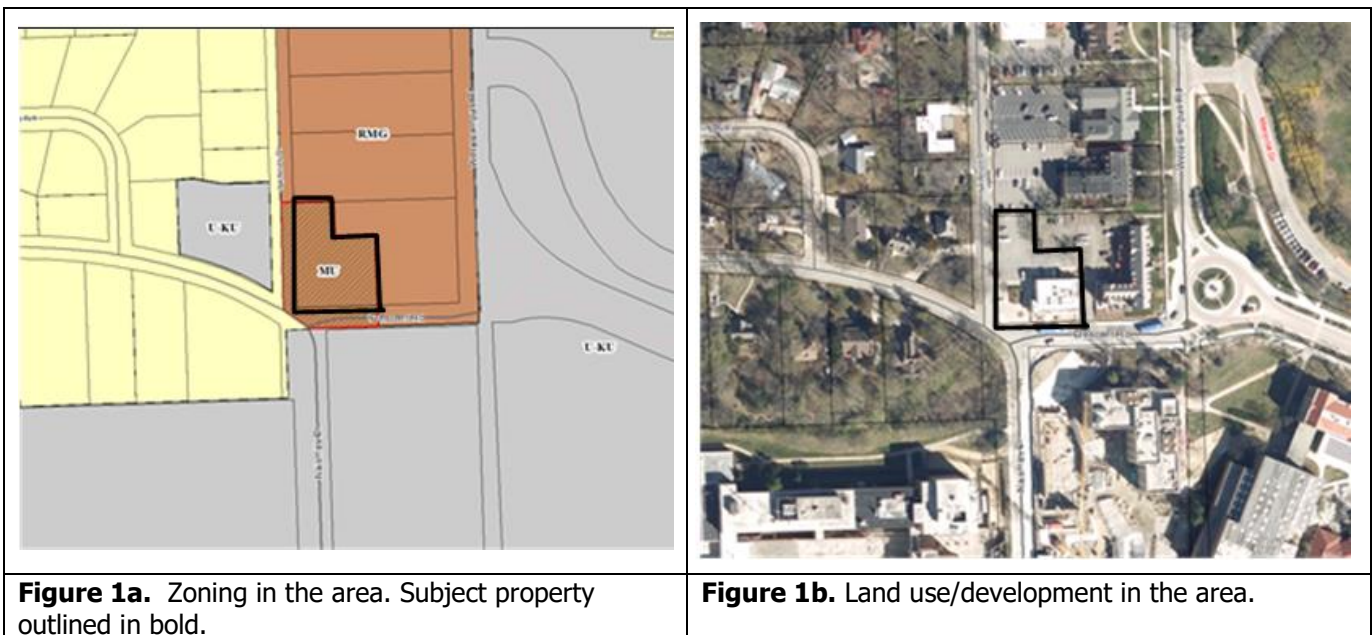 RMG
U-KU
MU
U-KU
Figure 1a. Zoning in the area. Subject property
outlined in bold.
Figure 1b. Land use/development in the area.